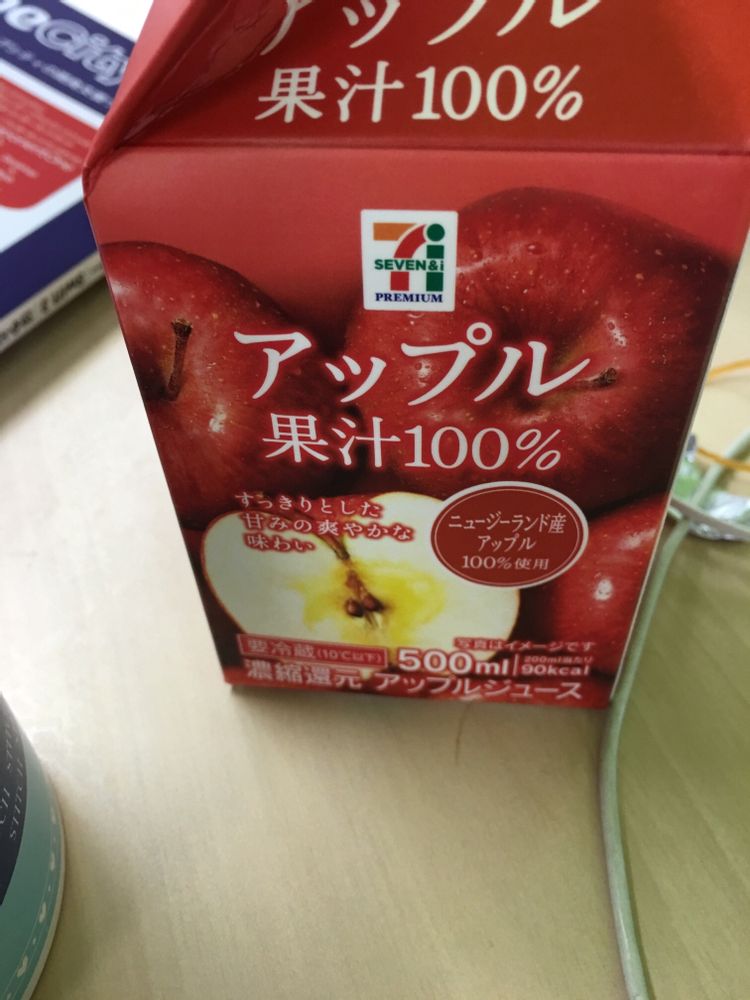 アップル
果汁100%
SEVEN&i
PREMIUM
アップル
果汁100%
すっきりとした
甘みの爽やかな
味わい
ニュージーランド産
アップル
100%使用
写真はイメージです
要冷蔵(10℃以下)
500ml
200ml当たり
90kcal
濃縮還元 アップルジュース